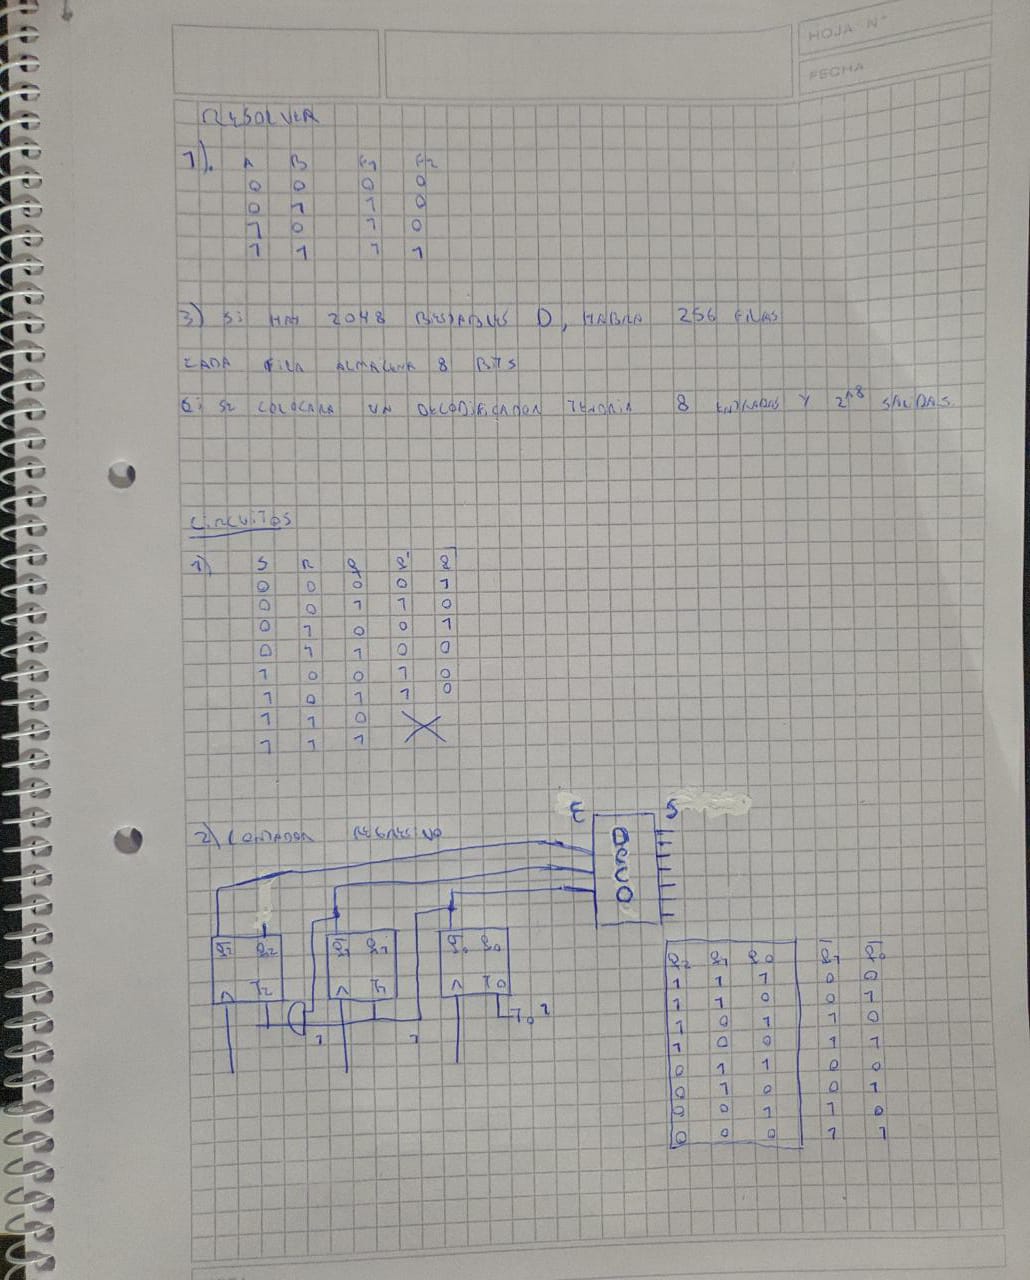 HOJA N°
FECHA
RESOLVER
1). A B F1 F2
0 0 0 0
0 1 1 0
1 0 1 0
1 1 1 1
3) Si HAY 2048 BIESTABLES D, HABRA 256 FILAS
CADA FILA ALMACENA 8 BITS
Si SE COLOCARA UN DECODIFICADOR TENDRIA 8 ENTRADAS Y 2^8 SALIDAS
CIRCUITOS
1) S R Q Q' Q̅
0 0 0 0 1
0 0 1 1 0
0 1 0 0 1
0 1 1 0 0
1 0 0 1 0
1 0 1 1 0
1 1 0
1 1 1
2) CONTADOR REGRESIVO
E S
DECO
Q̅2 Q2 Q̅1 Q1 Q̅0 Q0
T2 T1 T0
1 1 1
Q2 Q1 Q0 Q̅1 Q̅0
1 1 1 0 0
1 1 0 0 1
1 0 1 1 0
1 0 0 1 1
0 1 1 0 0
0 1 0 0 1
0 0 1 1 0
0 0 0 1 1